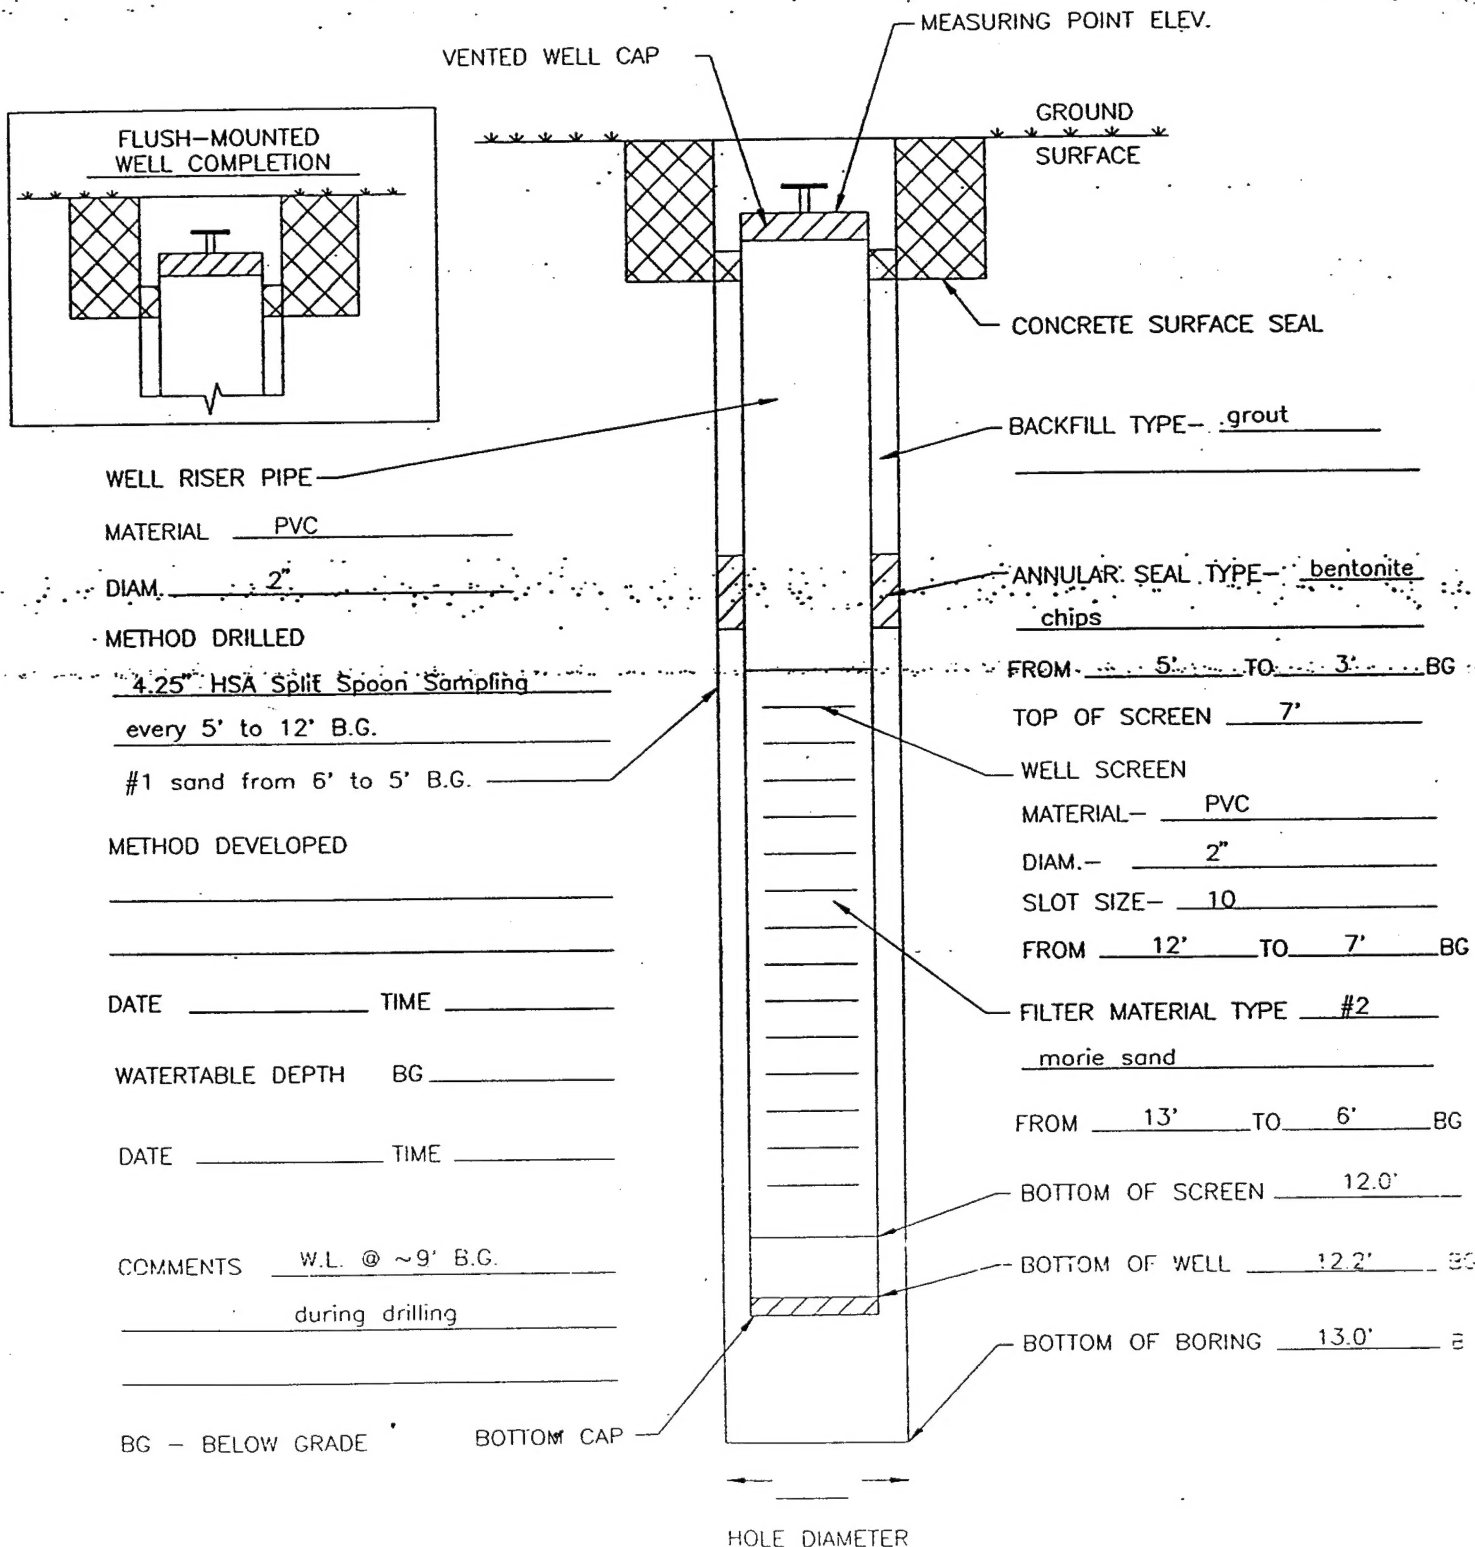 MEASURING POINT ELEV.
VENTED WELL CAP
FLUSH-MOUNTED
WELL COMPLETION
GROUND
SURFACE
CONCRETE SURFACE SEAL
BACKFILL TYPE- grout
WELL RISER PIPE
MATERIAL PVC
DIAM. 2"
METHOD DRILLED
4.25" HSA Split Spoon Sampling
every 5' to 12' B.G.
#1 sand from 6' to 5' B.G.
METHOD DEVELOPED
DATE TIME
WATERTABLE DEPTH BG
DATE TIME
COMMENTS W.L. @ ~9' B.G.
during drilling
BG - BELOW GRADE
BOTTOM CAP
ANNULAR SEAL TYPE- bentonite
chips
FROM 5' TO 3' BG
TOP OF SCREEN 7'
WELL SCREEN
MATERIAL- PVC
DIAM.- 2"
SLOT SIZE- 10
FROM 12' TO 7' BG
FILTER MATERIAL TYPE #2
morie sand
FROM 13' TO 6' BG
BOTTOM OF SCREEN 12.0'
BOTTOM OF WELL 12.2' BG
BOTTOM OF BORING 13.0' B
HOLE DIAMETER